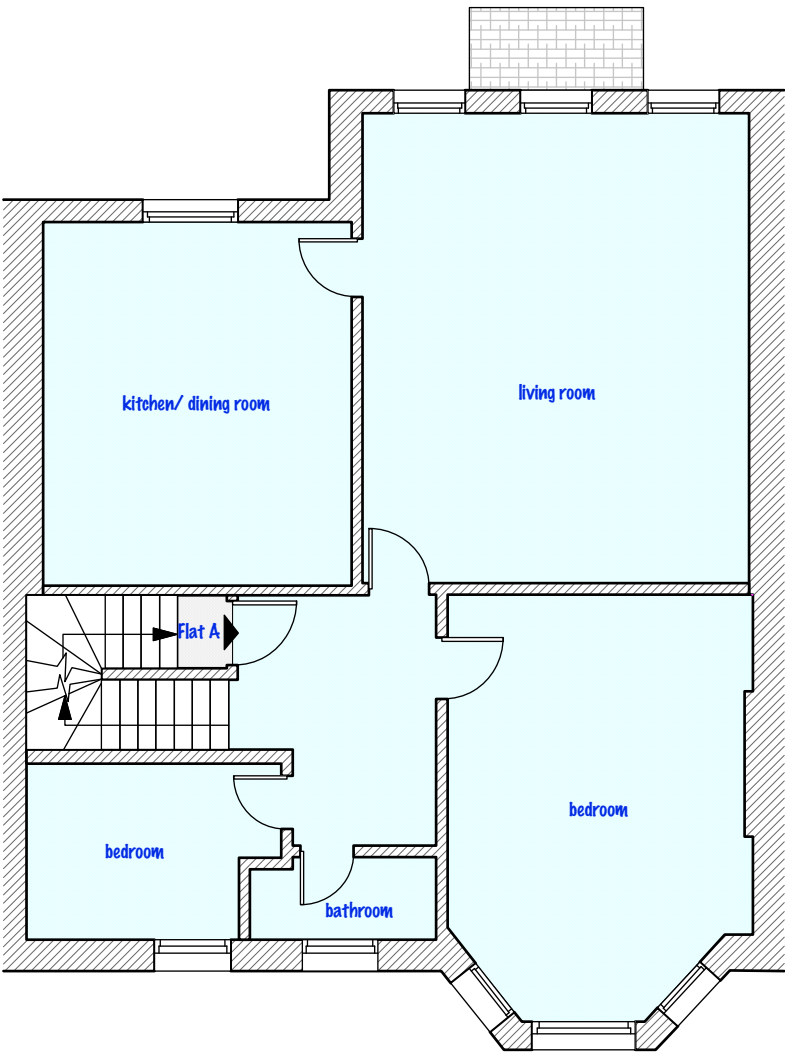 living room
kitchen/ dining room
Flat A
bedroom
bedroom
bathroom